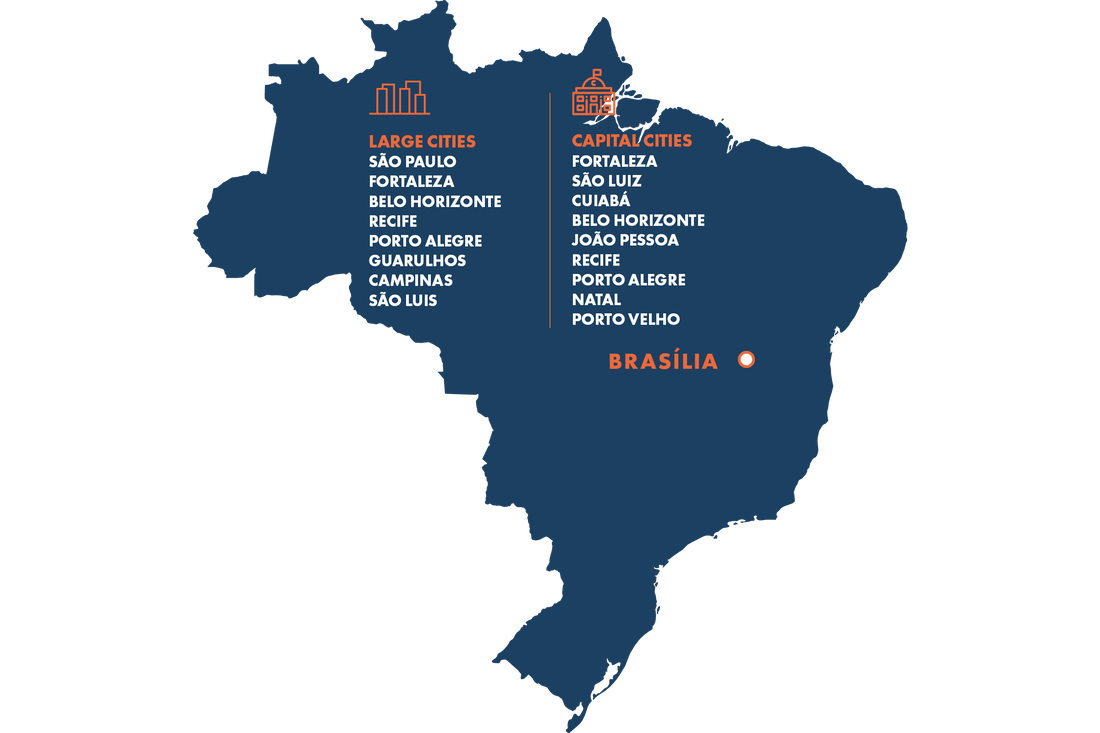 LARGE CITIES
SÃO PAULO
FORTALEZA
BELO HORIZONTE
RECIFE
PORTO ALEGRE
GUARULHOS
CAMPINAS
SÃO LUIS
CAPITAL CITIES
FORTALEZA
SÃO LUIZ
CUIABÁ
BELO HORIZONTE
JOÃO PESSOA
RECIFE
PORTO ALEGRE
NATAL
PORTO VELHO
BRASÍLIA